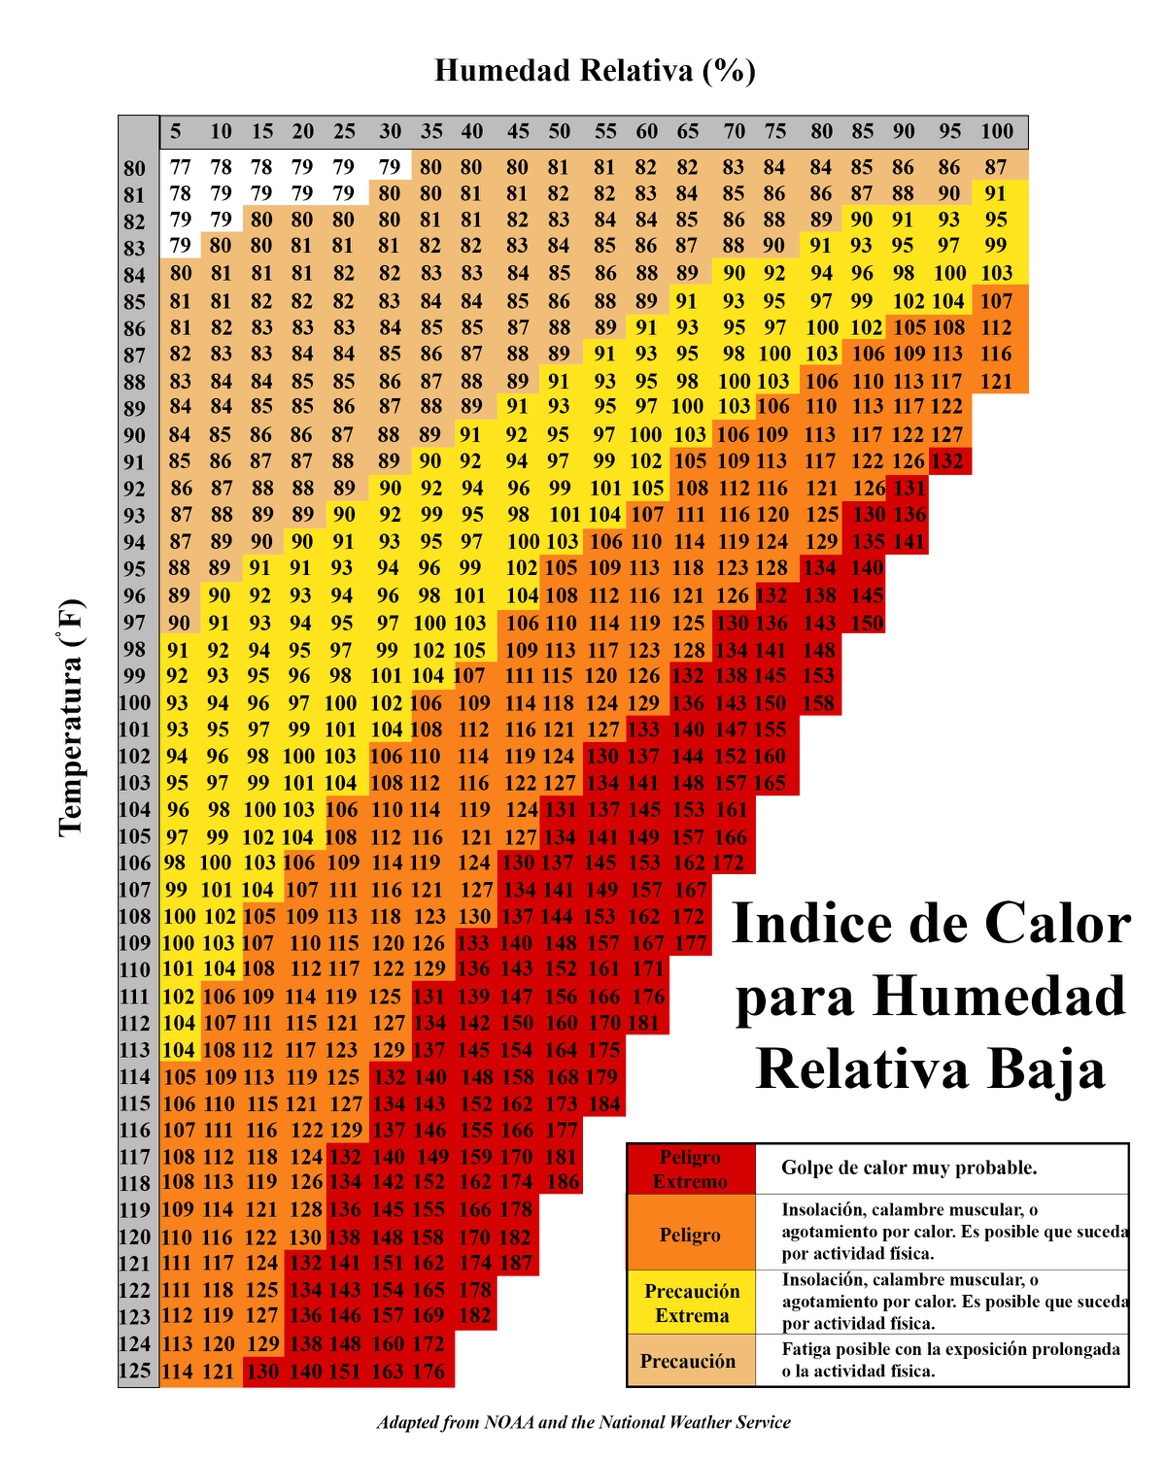 Humedad Relativa (%)
5 10 15 20 25 30 35 40 45 50 55 60 65 70 75 80 85 90 95 100
80 77 78 78 79 79 79 80 80 80 81 81 82 82 83 84 84 85 86 86 87
81 78 79 79 79 79 80 80 81 81 82 82 83 84 85 86 86 87 88 90 91
82 79 79 80 80 80 80 81 81 82 83 84 84 85 86 88 89 90 91 93 95
83 79 80 80 81 81 81 82 82 83 84 85 86 87 88 90 91 93 95 97 99
84 80 81 81 81 82 82 83 83 84 85 86 88 89 90 92 94 96 98 100 103
85 81 81 82 82 82 83 84 84 85 86 88 89 91 93 95 97 99 102 104 107
86 81 82 83 83 83 84 85 85 87 88 89 91 93 95 97 100 102 105 108 112
87 82 83 83 84 84 85 86 87 88 89 91 93 95 98 100 103 106 109 113 116
88 83 84 84 85 85 86 87 88 89 91 93 95 98 100 103 106 110 113 117 121
89 84 84 85 85 86 87 88 89 91 93 95 97 100 103 106 110 113 117 122
90 84 85 86 86 87 88 89 91 92 95 97 100 103 106 109 113 117 122 127
91 85 86 87 87 88 89 90 92 94 97 99 102 105 109 113 117 122 126 132
92 86 87 88 88 89 90 92 94 96 99 101 105 108 112 116 121 126 131
93 87 88 89 89 90 92 99 95 98 101 104 107 111 116 120 125 130 136
94 87 89 90 90 91 93 95 97 100 103 106 110 114 119 124 129 135 141
95 88 89 91 91 93 94 96 99 102 105 109 113 118 123 128 134 140
96 89 90 92 93 94 96 98 101 104 108 112 116 121 126 132 138 145
97 90 91 93 94 95 97 100 103 106 110 114 119 125 130 136 143 150
98 91 92 94 95 97 99 102 105 109 113 117 123 128 134 141 148
99 92 93 95 96 98 101 104 107 111 115 120 126 132 138 145 153
100 93 94 96 97 100 102 106 109 114 118 124 129 136 143 150 158
101 93 95 97 99 101 104 108 112 116 121 127 133 140 147 155
102 94 96 98 100 103 106 110 114 119 124 130 137 144 152 160
103 95 97 99 101 104 108 112 116 122 127 134 141 148 157 165
104 96 98 100 103 106 110 114 119 124 131 137 145 153 161
105 97 99 102 104 108 112 116 121 127 134 141 149 157 166
106 98 100 103 106 109 114 119 124 130 137 145 153 162 172
107 99 101 104 107 111 116 121 127 134 141 149 157 167
108 100 102 105 109 113 118 123 130 137 144 153 162 172
109 100 103 107 110 115 120 126 133 140 148 157 167 177
110 101 104 108 112 117 122 129 136 143 152 161 171
111 102 106 109 114 119 125 131 139 147 156 166 176
112 104 107 111 115 121 127 134 142 150 160 170 181
113 104 108 112 117 123 129 137 145 154 164 175
114 105 109 113 119 125 132 140 148 158 168 179
115 106 110 115 121 127 134 143 152 162 173 184
116 107 111 116 122 129 137 146 155 166 177
117 108 112 118 124 132 140 149 159 170 181
118 108 113 119 126 134 142 152 162 174 186
119 109 114 121 128 136 145 155 166 178
120 110 116 122 130 138 148 158 170 182
121 111 117 124 132 141 151 162 174 187
122 111 118 125 134 143 154 165 178
123 112 119 127 136 146 157 169 182
124 113 120 129 138 148 160 172
125 114 121 130 140 151 163 176
Temperatura (°F)
Indice de Calor
para Humedad
Relativa Baja
Peligro
Extremo
Golpe de calor muy probable.
Peligro
Insolación, calambre muscular, o
agotamiento por calor. Es posible que suceda
por actividad física.
Precaución
Extrema
Insolación, calambre muscular, o
agotamiento por calor. Es posible que suceda
por actividad física.
Precaución
Fatiga posible con la exposición prolongada
o la actividad física.
Adapted from NOAA and the National Weather Service